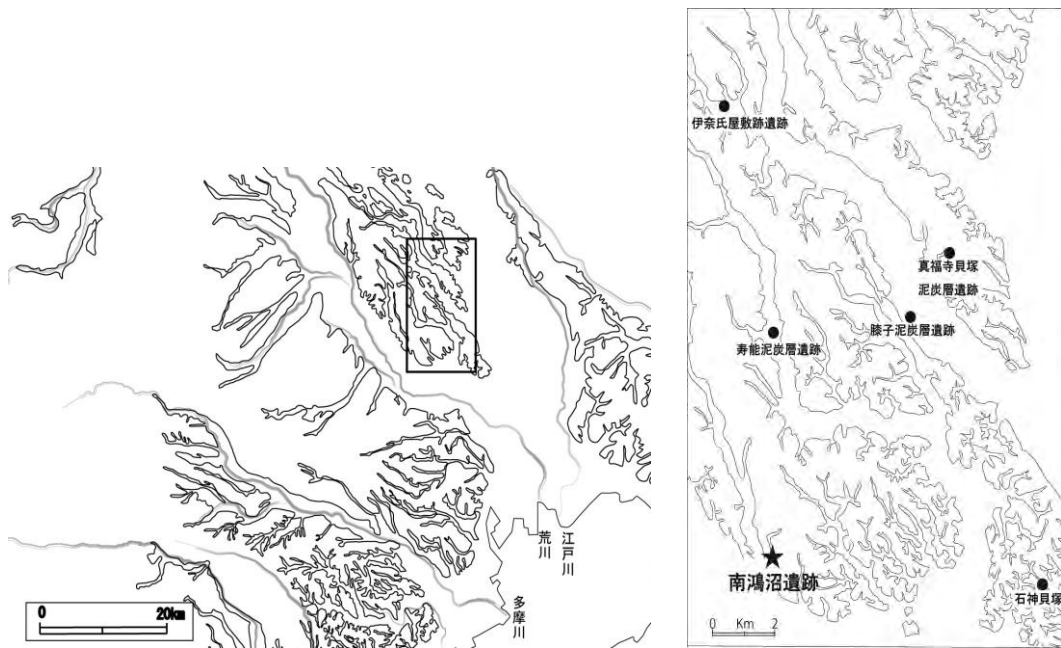 0 20km
荒川
江戸川
多摩川
伊奈氏屋敷跡遺跡
真福寺貝塚
泥炭層遺跡
膝子泥炭層遺跡
寿能泥炭層遺跡
南鴻沼遺跡
石神貝塚
0 Km 2